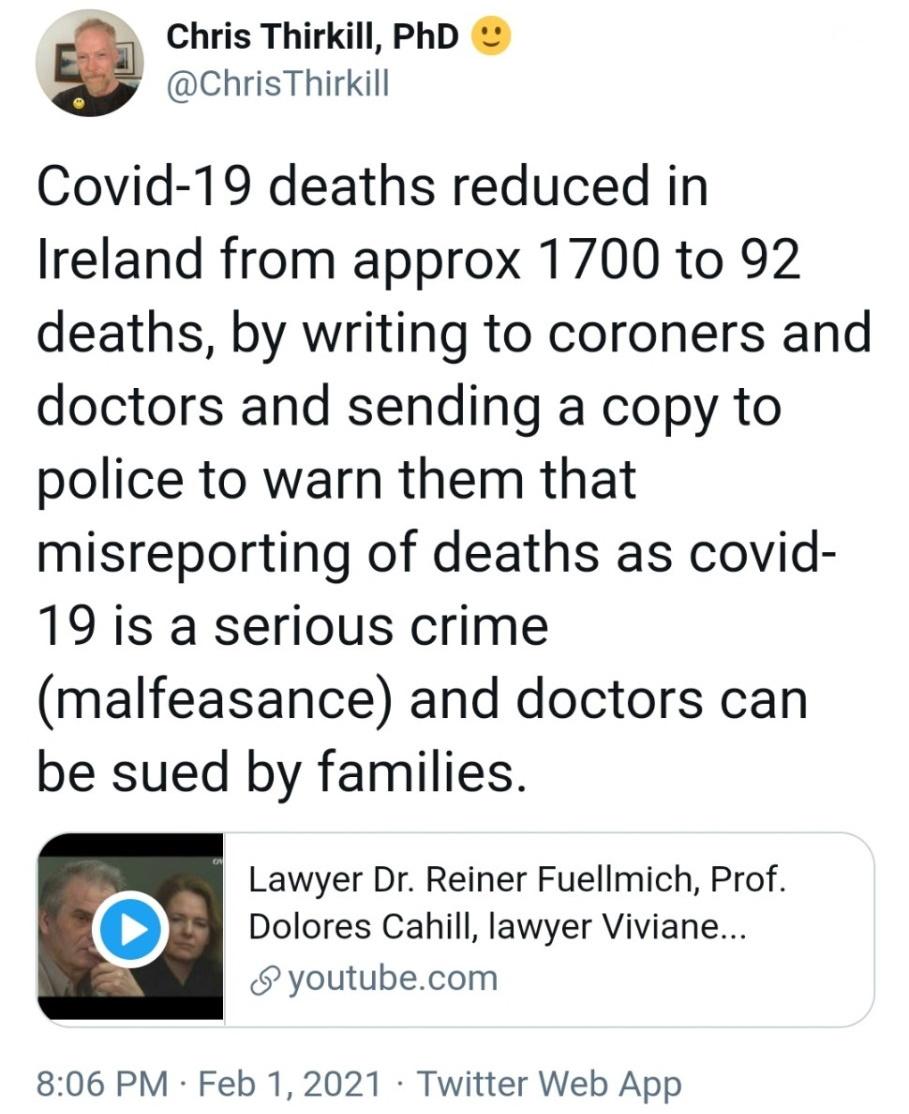 Chris Thirkill, PhD 🙂
@ChrisThirkill
Covid-19 deaths reduced in
Ireland from approx 1700 to 92
deaths, by writing to coroners and
doctors and sending a copy to
police to warn them that
misreporting of deaths as covid-
19 is a serious crime
(malfeasance) and doctors can
be sued by families.
Lawyer Dr. Reiner Fuellmich, Prof.
Dolores Cahill, lawyer Viviane...
youtube.com
8:06 PM · Feb 1, 2021 · Twitter Web App